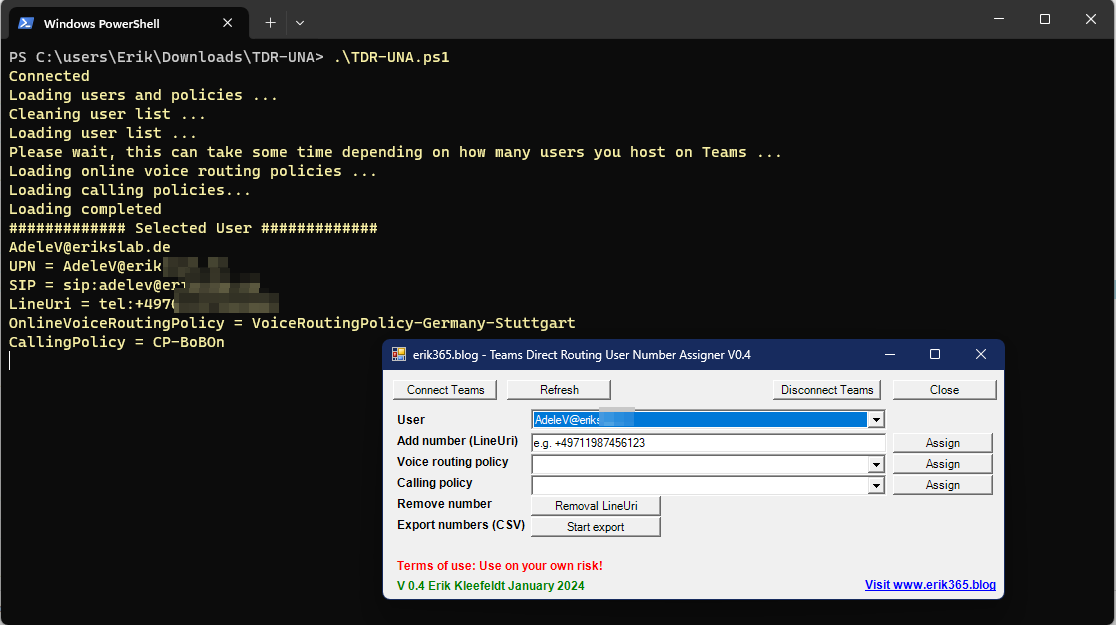 Windows PowerShell
PS C:\users\Erik\Downloads\TDR-UNA> .\TDR-UNA.ps1
Connected
Loading users and policies ...
Cleaning user list ...
Loading user list ...
Please wait, this can take some time depending on how many users you host on Teams ...
Loading online voice routing policies ...
Loading calling policies...
Loading completed
############# Selected User #############
AdeleV@erikslab.de
UPN = AdeleV@erik
SIP = sip:adelev@eri
LineUri = tel:+497
OnlineVoiceRoutingPolicy = VoiceRoutingPolicy-Germany-Stuttgart
CallingPolicy = CP-BoBOn
erik365.blog - Teams Direct Routing User Number Assigner V0.4
Connect Teams Refresh Disconnect Teams Close
User AdeleV@eriks
Add number (LineUri) e.g. +49711987456123 Assign
Voice routing policy Assign
Calling policy Assign
Remove number Removal LineUri
Export numbers (CSV) Start export
Terms of use: Use on your own risk!
V 0.4 Erik Kleefeldt January 2024 Visit www.erik365.blog